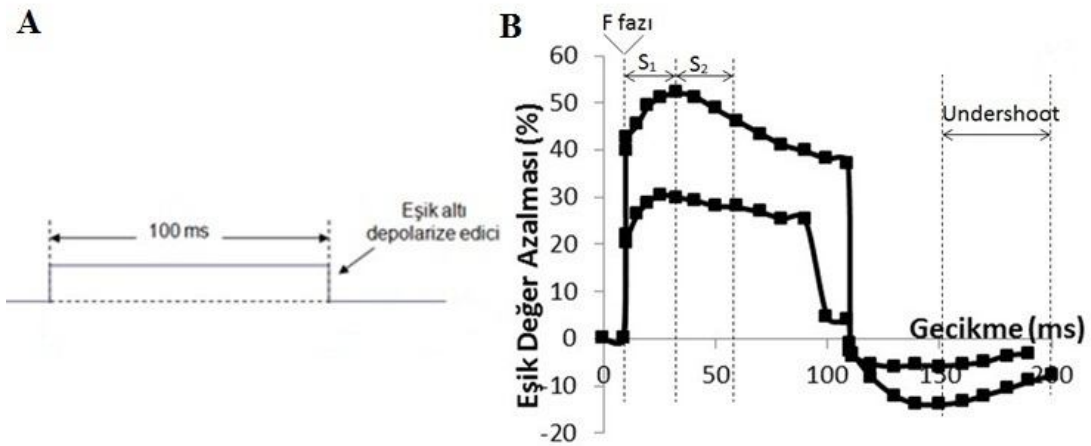 A
100 ms
Eşik altı
depolarize edici
B
F fazı
S₁
S₂
Undershoot
Eşik Değer Azalması (%)
60
50
40
30
20
10
0
-10
-20
Gecikme (ms)
0
50
100
150
200